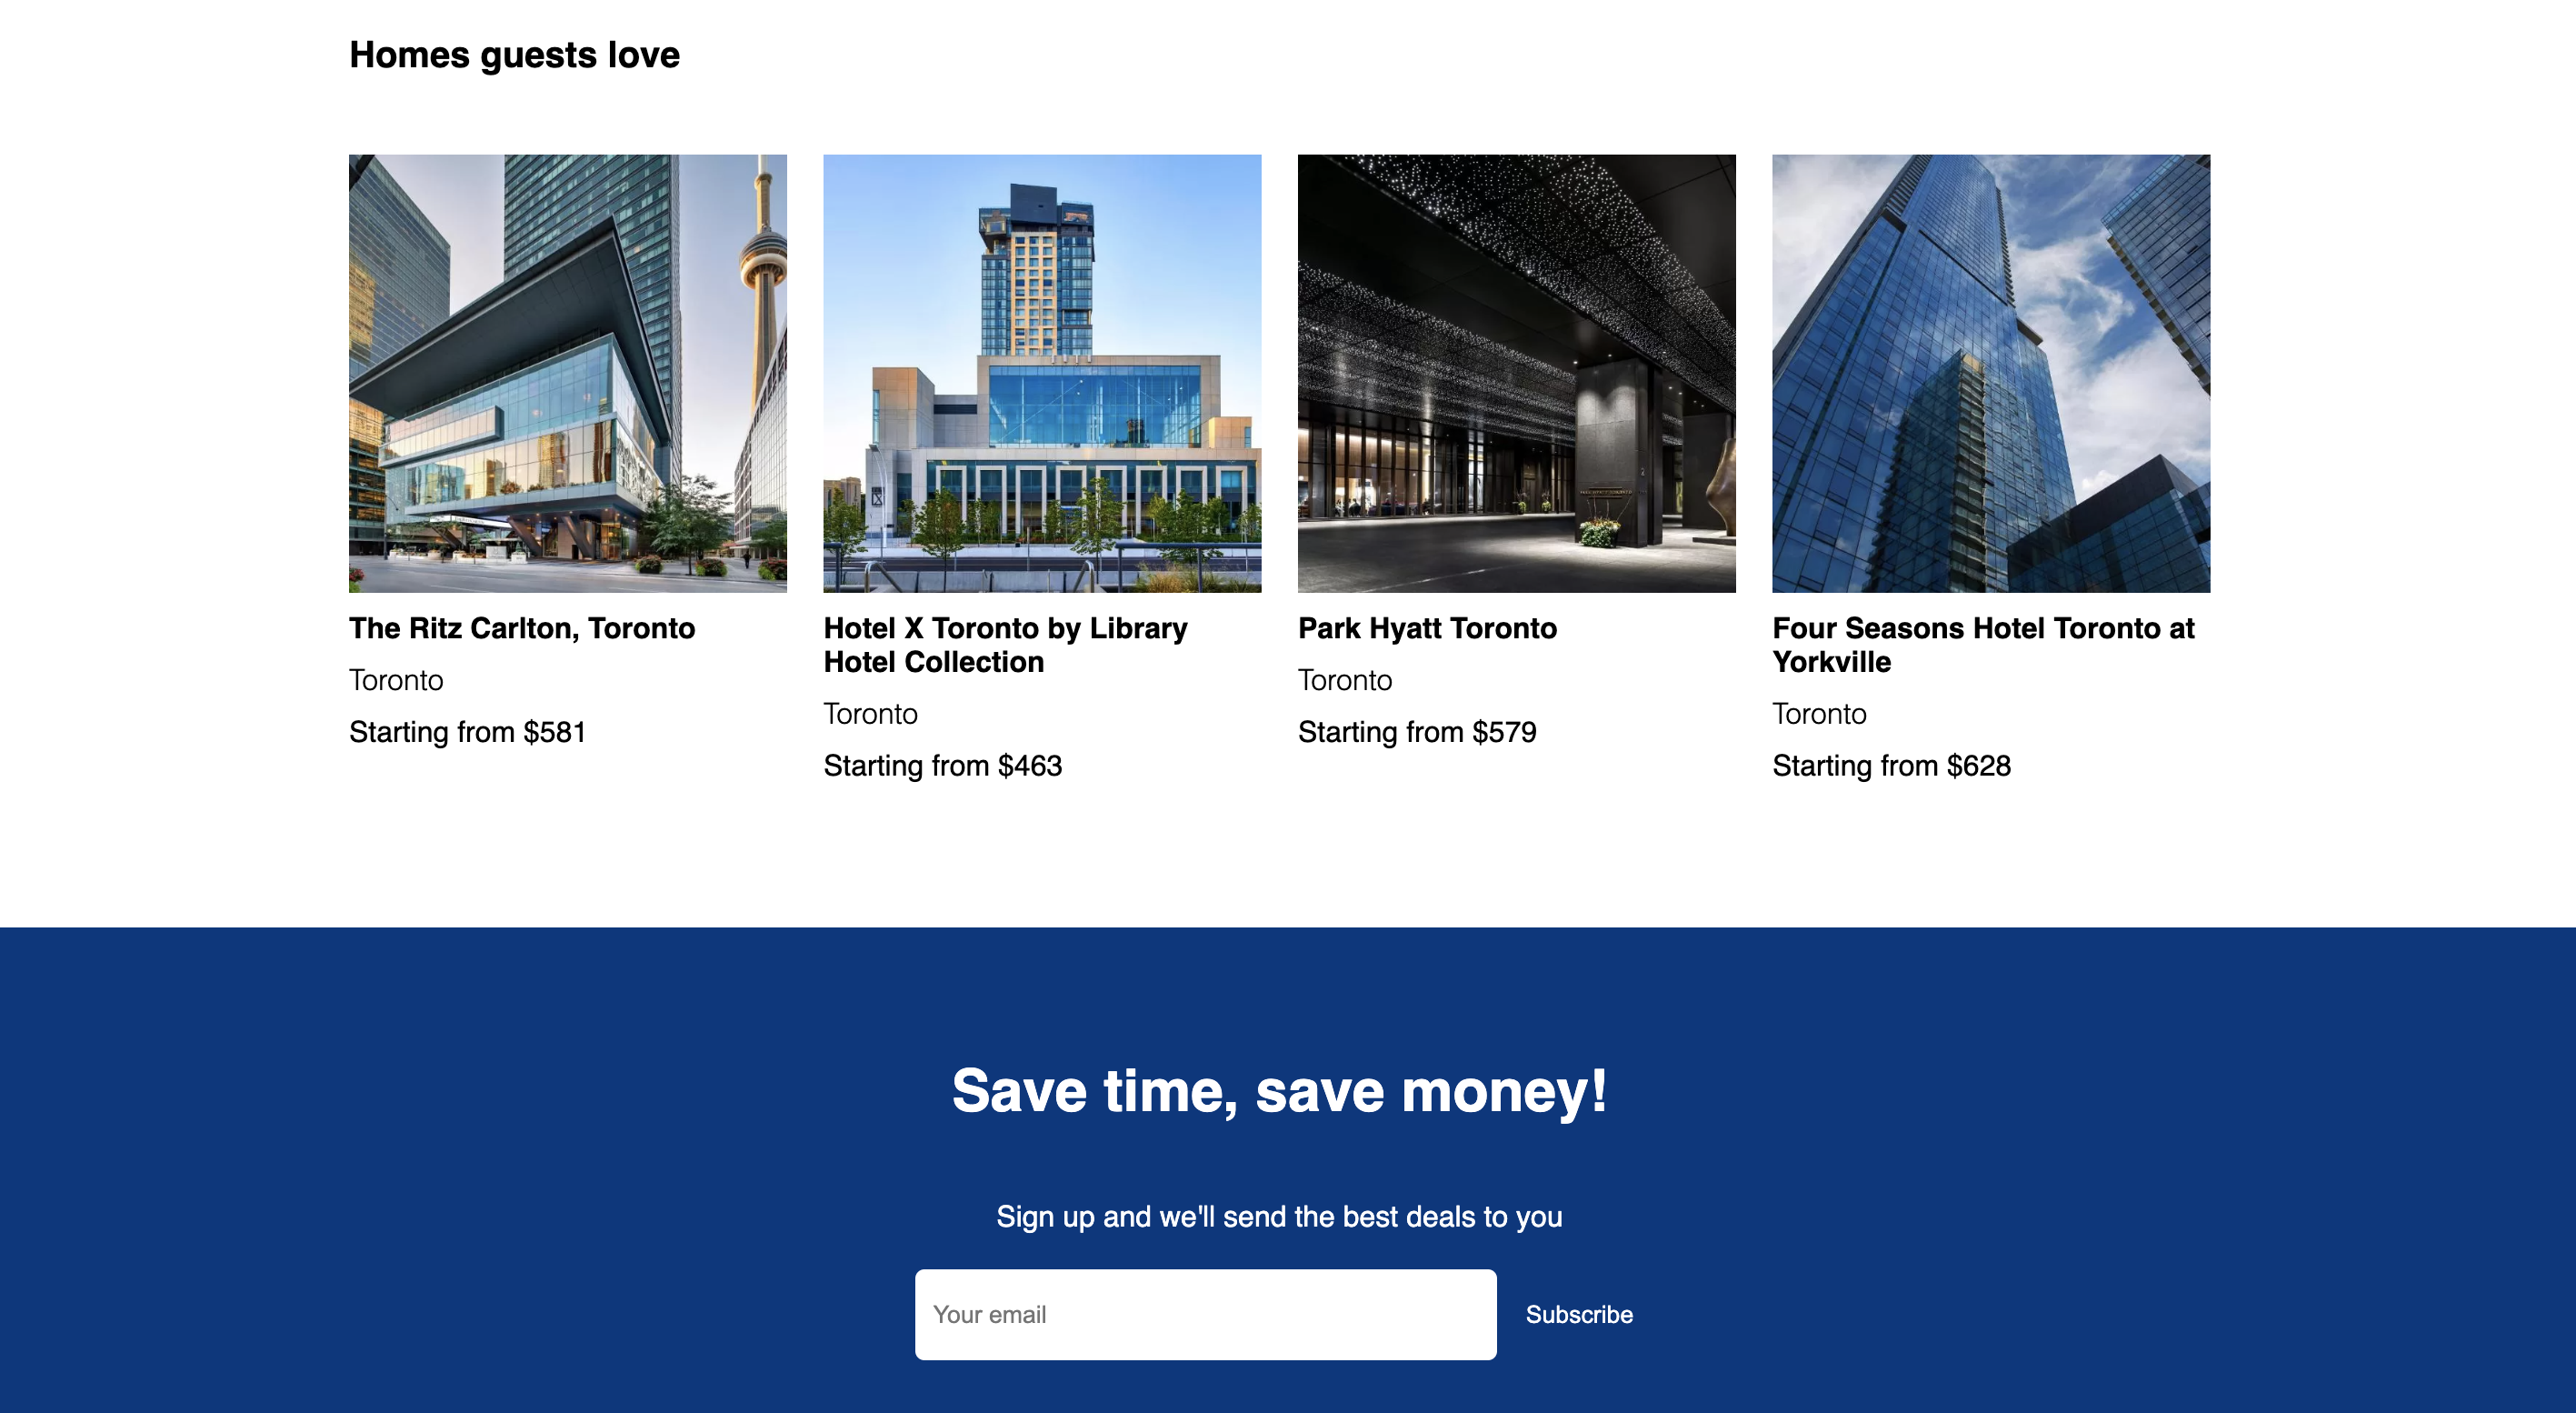 Homes guests love
The Ritz Carlton, Toronto
Toronto
Starting from $581
Hotel X Toronto by Library
Hotel Collection
Toronto
Starting from $463
Park Hyatt Toronto
Toronto
Starting from $579
Four Seasons Hotel Toronto at
Yorkville
Toronto
Starting from $628
Save time, save money!
Sign up and we'll send the best deals to you
Your email
Subscribe